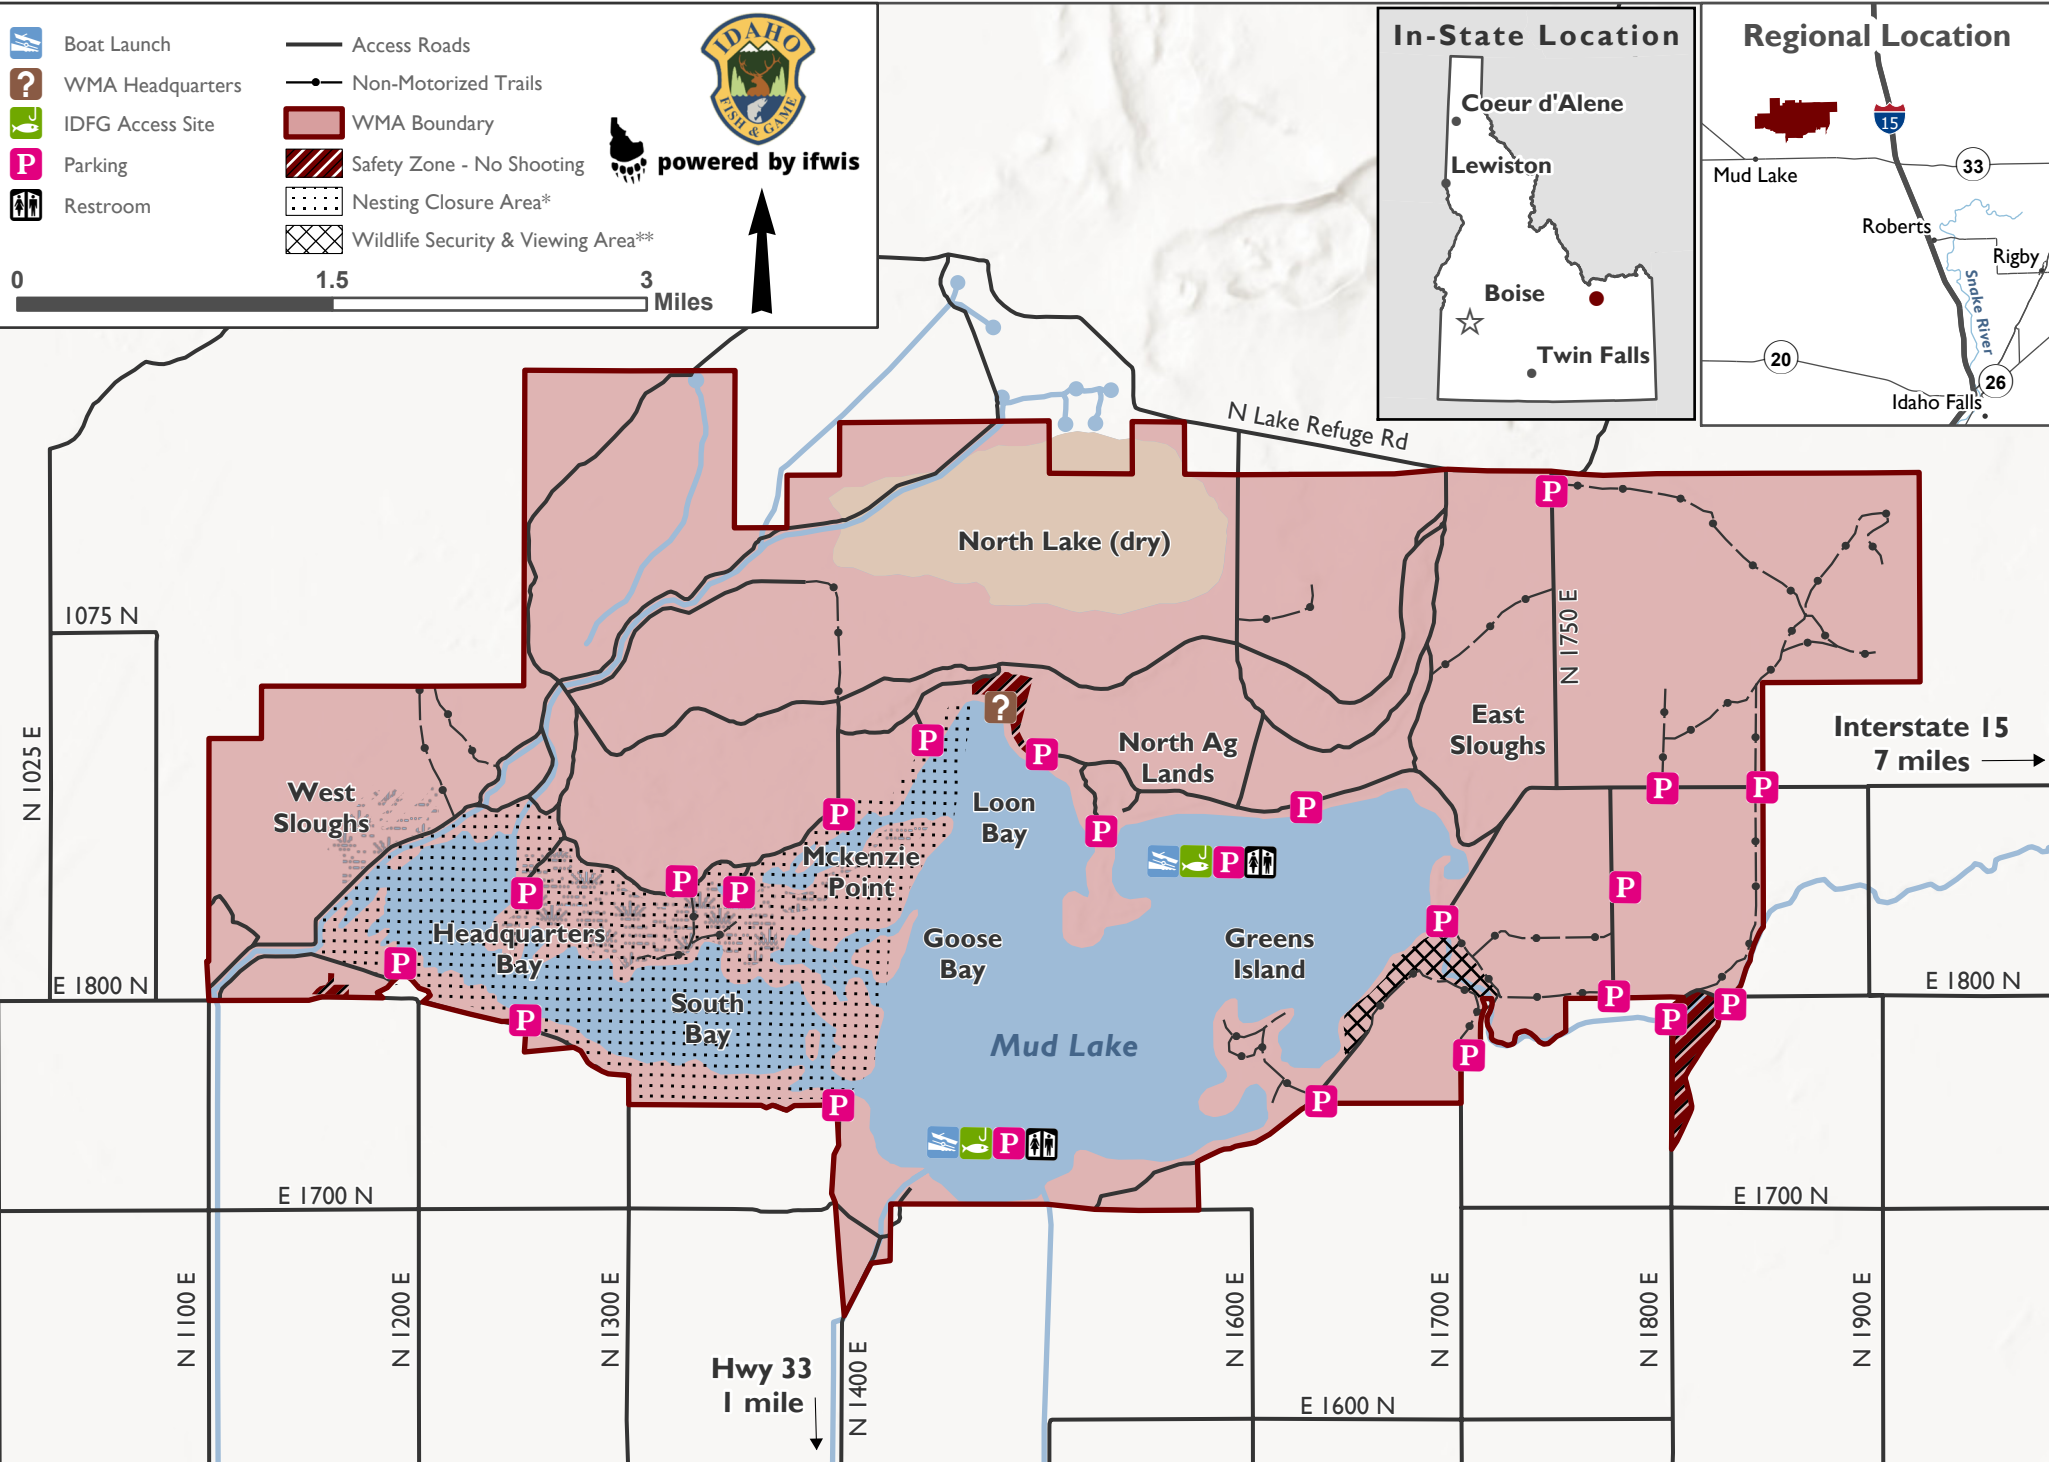 Boat Launch
WMA Headquarters
IDFG Access Site
Parking
Restroom
Access Roads
Non-Motorized Trails
WMA Boundary
Safety Zone - No Shooting
Nesting Closure Area*
Wildlife Security & Viewing Area**
IDAHO
FISH & GAME
powered by ifwis
0 1.5 3
Miles
In-State Location
Coeur d'Alene
Lewiston
Boise
Twin Falls
Regional Location
15
33
Mud Lake
Roberts
Rigby
Snake River
20
26
Idaho Falls
N Lake Refuge Rd
North Lake (dry)
1075 N
N 1025 E
N 1750 E
East
Sloughs
North Ag
Lands
Interstate 15
7 miles
West
Sloughs
Loon
Bay
Mckenzie
Point
Headquarters
Bay
Goose
Bay
Greens
Island
South
Bay
Mud Lake
E 1800 N
E 1800 N
E 1700 N
E 1700 N
N 1100 E
N 1200 E
N 1300 E
Hwy 33
1 mile
N 1400 E
N 1600 E
N 1700 E
N 1800 E
N 1900 E
E 1600 N